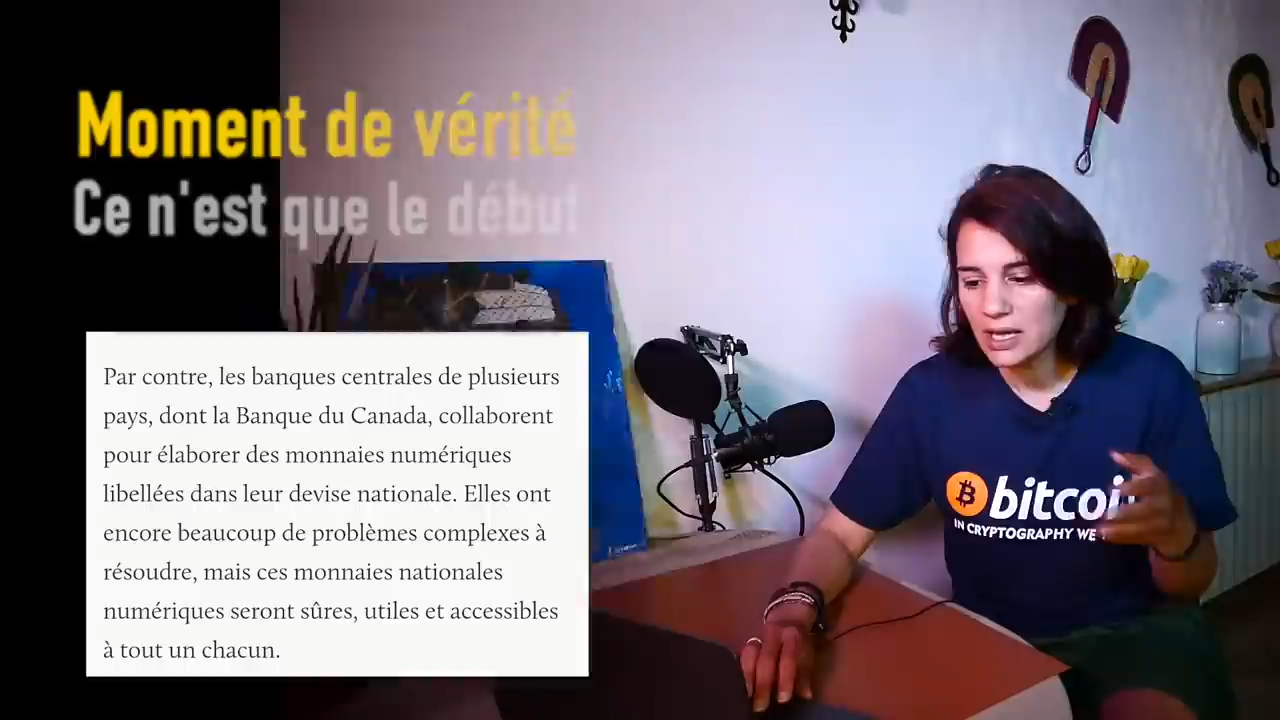 Moment de vérité
Ce n'est que le début
Par contre, les banques centrales de plusieurs
pays, dont la Banque du Canada, collaborent
pour élaborer des monnaies numériques
libellées dans leur devise nationale. Elles ont
encore beaucoup de problèmes complexes à
résoudre, mais ces monnaies nationales
numériques seront sûres, utiles et accessibles
à tout un chacun.
bitcoi
IN CRYPTOGRAPHY WE